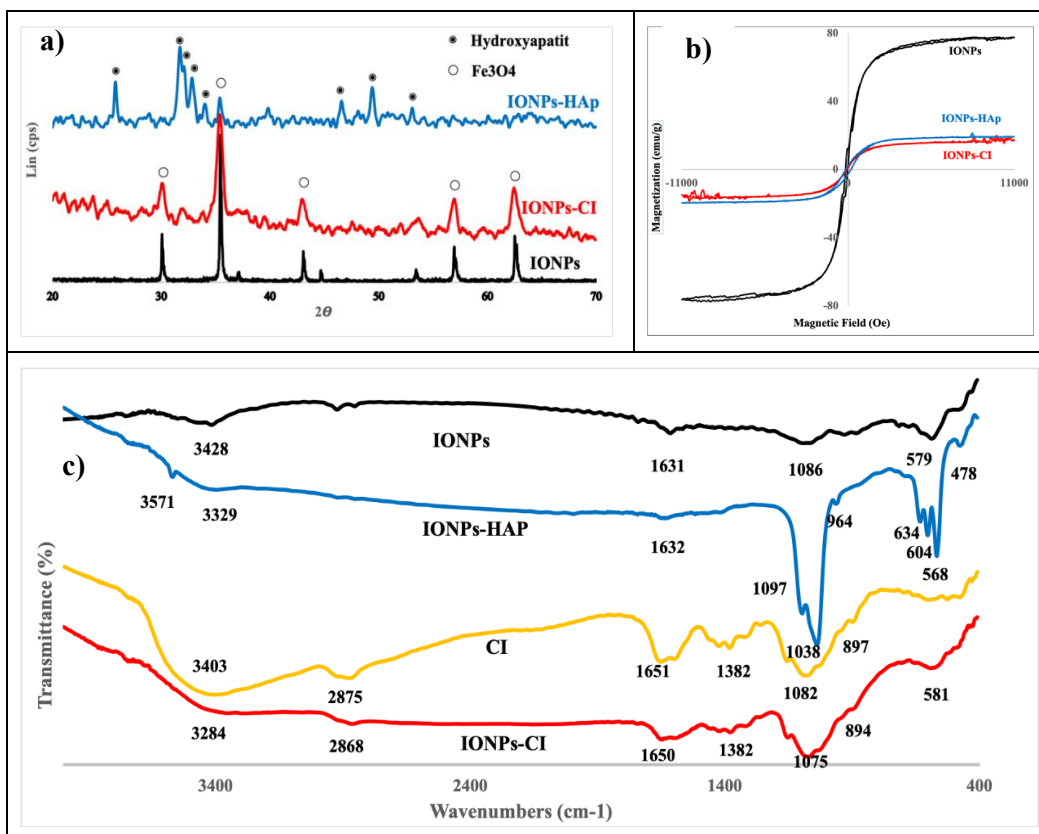 a)
Hydroxyapatit
Fe3O4
IONPs-HAp
IONPs-CI
IONPs
Lin (cps)
20 30 40 50 60 70
2θ
b)
80
40
0
-40
-80
-11000 0 11000
IONPs
IONPs-HAp
IONPs-CI
Magnetization (emu/g)
Magnetic Field (Oe)
c)
IONPs
3428 1631 1086 579 478
3571 3329 1632 1097 964 634 604 568
IONPs-HAP
CI
3403 2875 1651 1382 1038 1082 897 581
3284 2868 1650 1382 1075 894
IONPs-CI
Transmittance (%)
3400 2400 1400 400
Wavenumbers (cm-1)